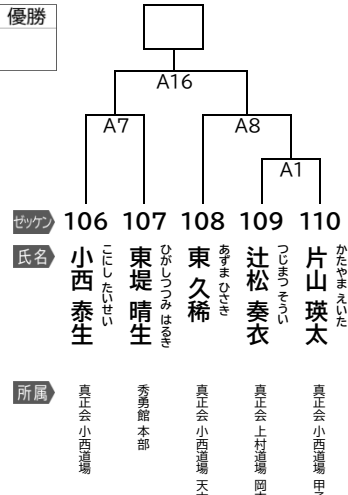 優勝
A16
A7
A8
A1
ゼッケン 106 107 108 109 110
氏名
小西 泰生
こにし たいせい
東堤 晴生
ひがしつつみ はるき
東 久稀
あずま ひさき
辻松 奏衣
つじまつ そうい
片山 瑛太
かたやま えいた
所属
真正会 小西道場
秀勇館 本部
真正会 小西道場 天
真正会 上村道場 岡
真正会 小西道場 甲